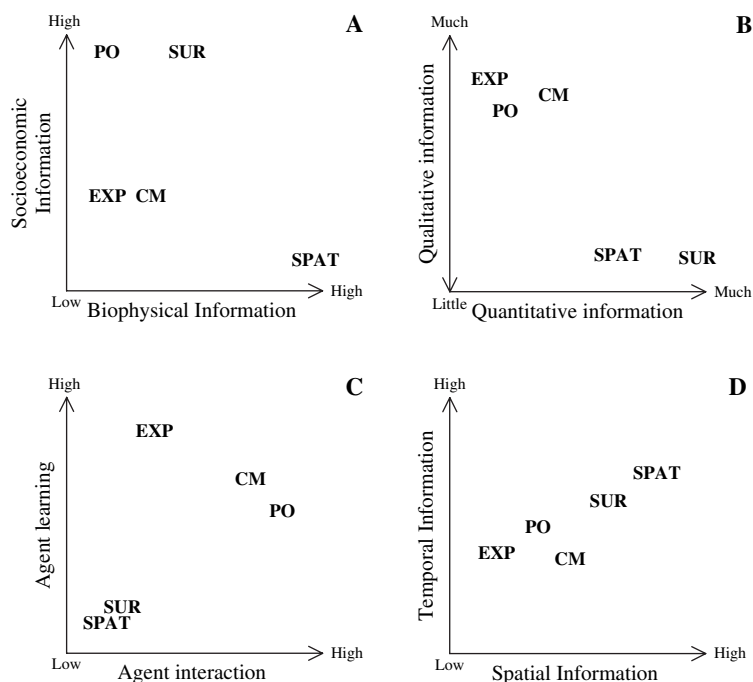 High
A
PO SUR
Socioeconomic
Information
EXP CM
SPAT
Low
High
Biophysical Information
Much
B
EXP
CM
PO
Qualitative information
SPAT SUR
Little
Much
Quantitative information
High
C
EXP
CM
PO
Agent learning
SUR
SPAT
Low
High
Agent interaction
High
D
SPAT
SUR
PO
EXP
CM
Temporal Information
Low
High
Spatial Information